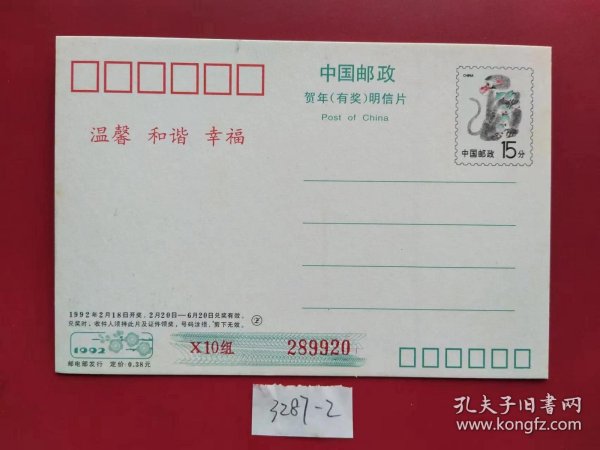 中国邮政
贺年(有奖)明信片
Post of China
CHINA
中国邮政 15分
温馨 和谐 幸福
1992年2月18日开奖，2月20日—6月20日兑奖有效。
兑奖时，收件人须持此片及证件领奖，号码涂描、剪下无效。
②
1992
X10组 289920
邮电部发行 定价 0.38元
3287-2
孔夫子旧书网
www.kongfz.com